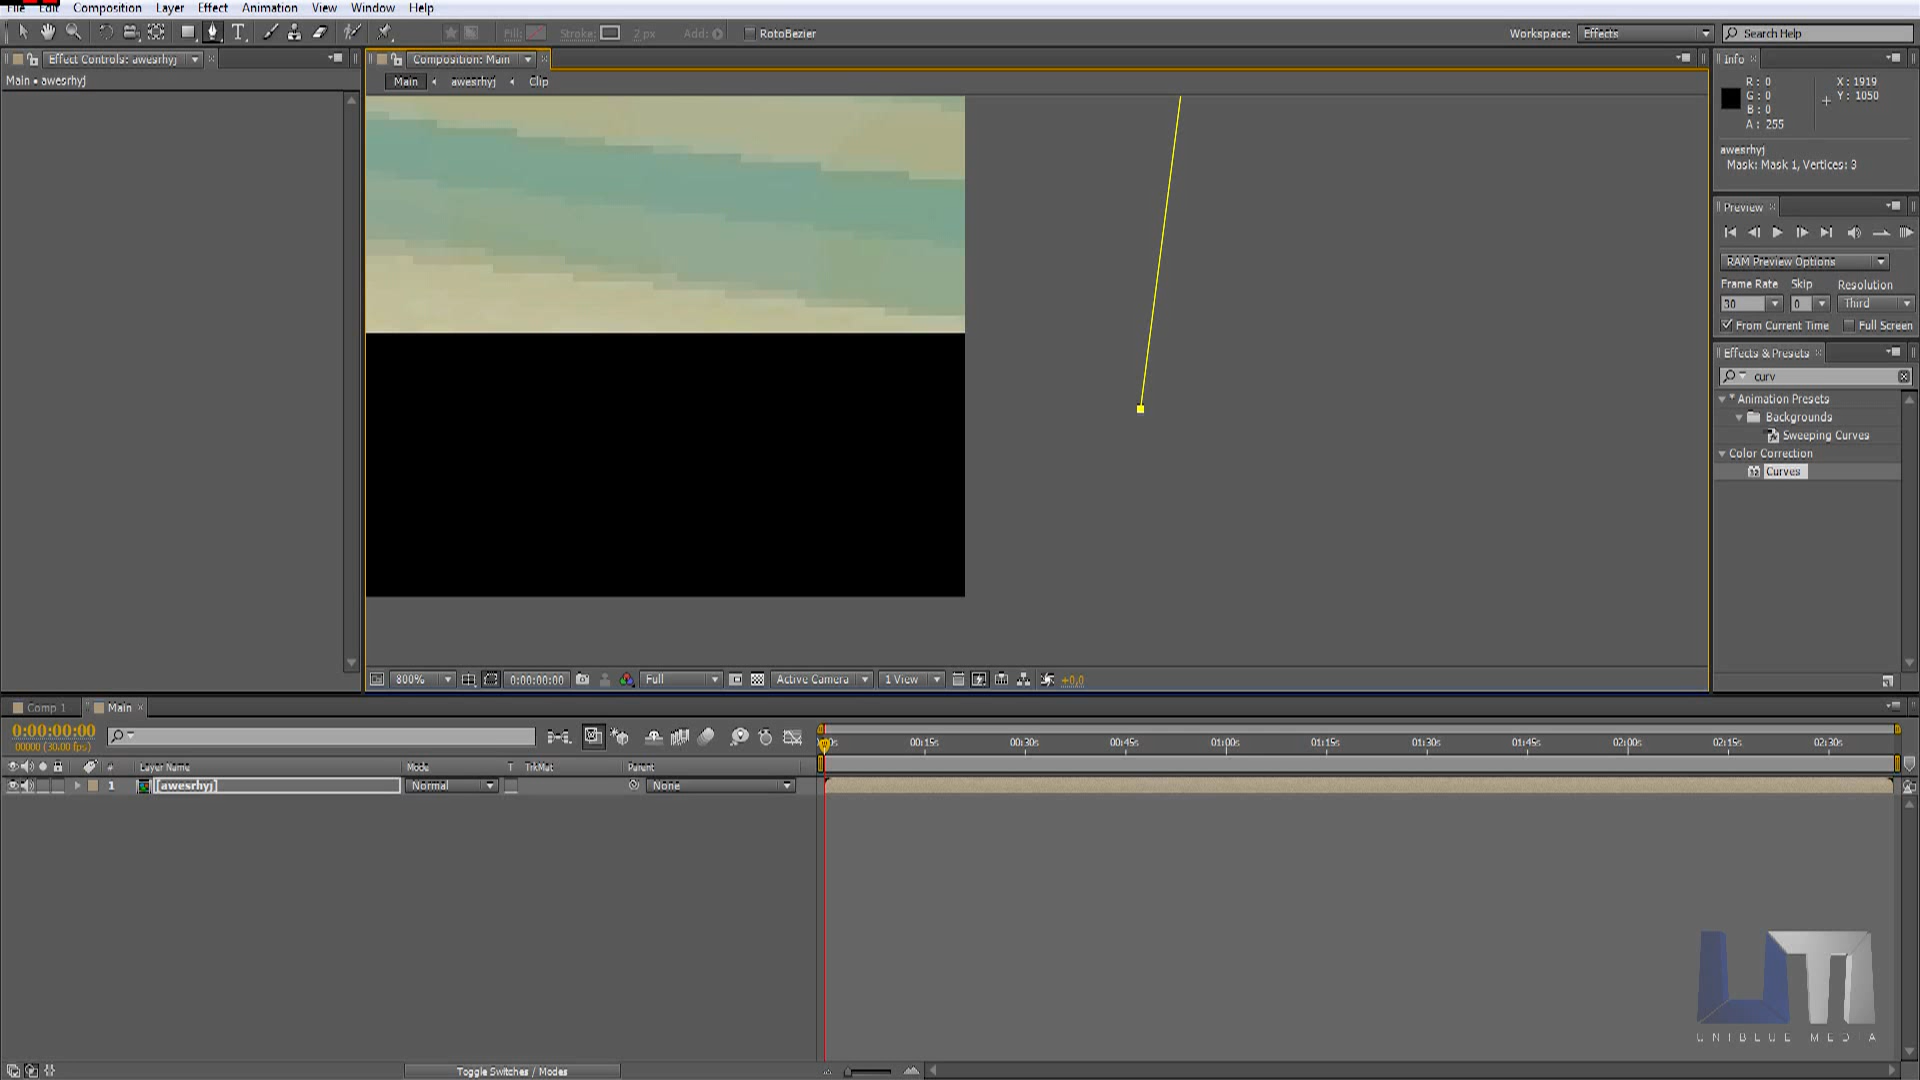 File Edit Composition Layer Effect Animation View Window Help
Fill: Stroke: 2 px Add: RotoBezier Workspace: Effects Search Help
Effect Controls: awesrhyj
Main • awesrhyj
Composition: Main
Main awesrhyj Clip
Info
R: 0
G: 0
B: 0
A: 255
X: 1919
Y: 1050
awesrhyj
Mask: Mask 1, Vertices: 3
Preview
RAM Preview Options
Frame Rate Skip Resolution
30 0 Third
From Current Time Full Screen
Effects & Presets
curv
* Animation Presets
Backgrounds
Sweeping Curves
Color Correction
Curves
800% 0:00:00:00 Full Active Camera 1 View +0,0
Comp 1 Main
0:00:00:00
00000 (30.00 fps)
00:15s 00:30s 00:45s 01:00s 01:15s 01:30s 01:45s 02:00s 02:15s 02:30s
# Layer Name Mode T TrkMat Parent
1 [awesrhyj] Normal None
UNIBLUE MEDIA
Toggle Switches / Modes